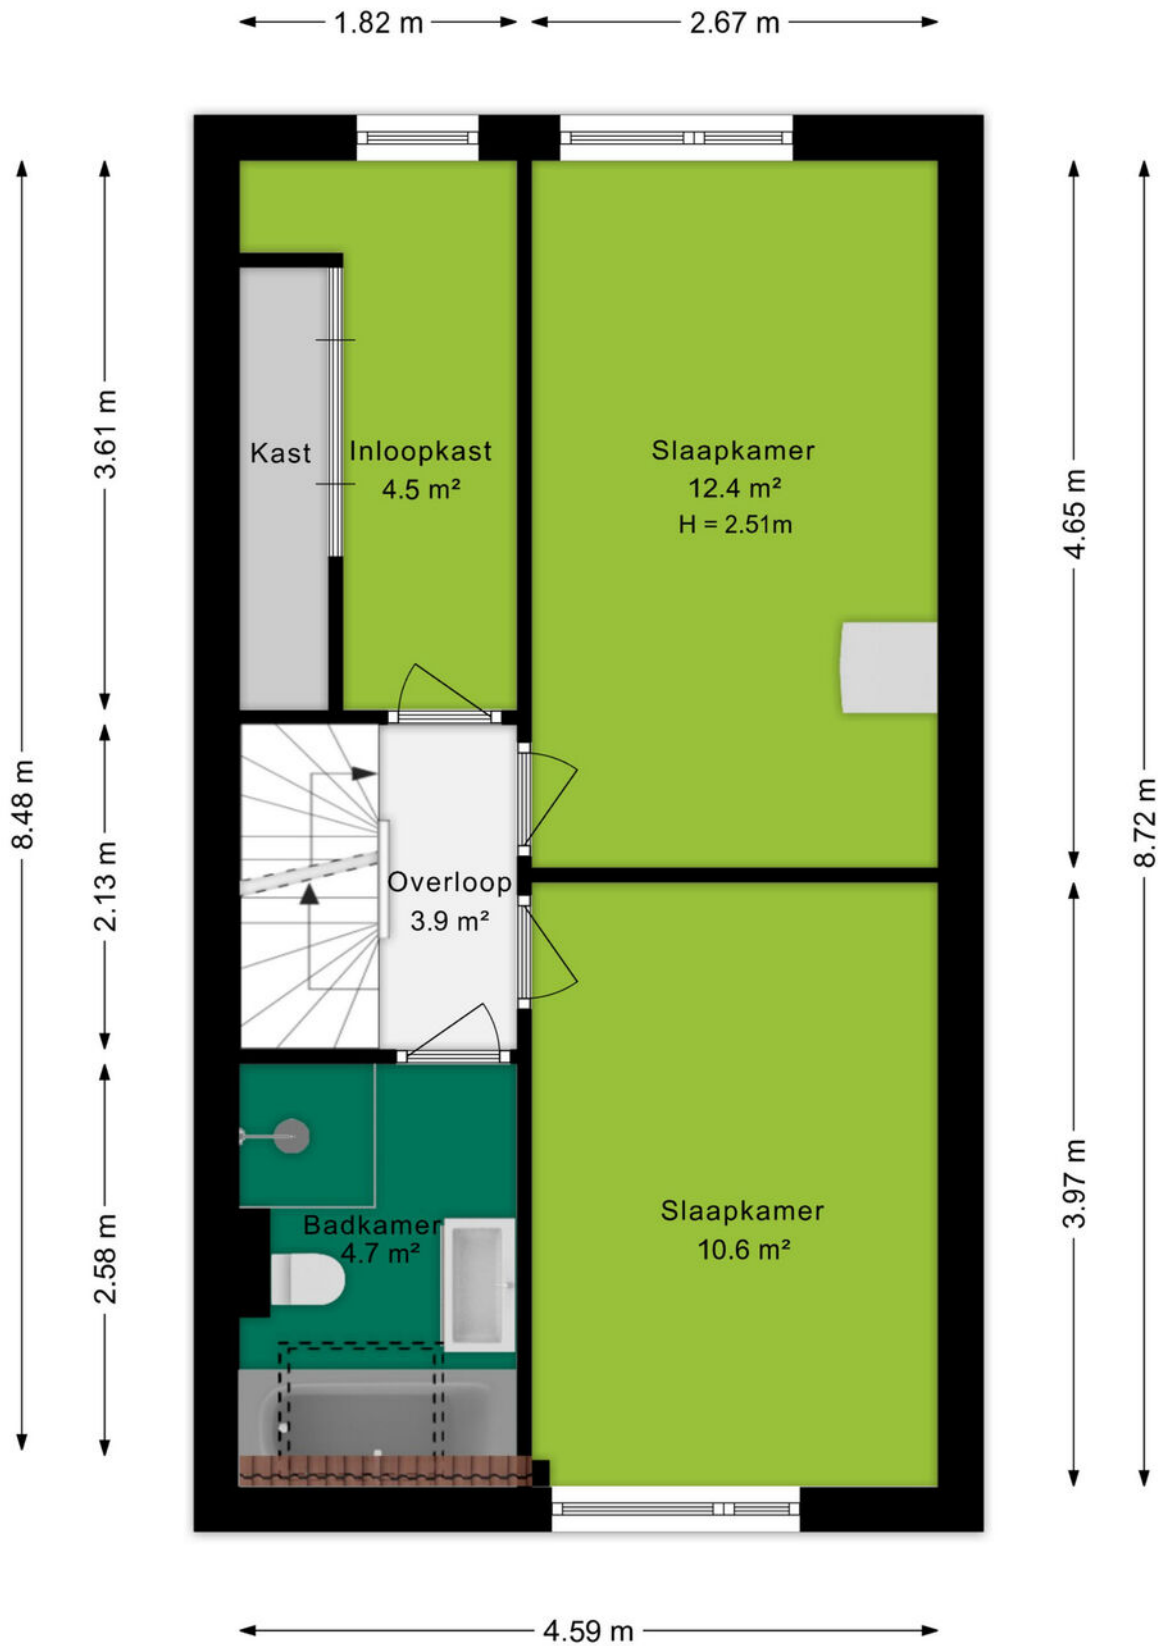 1.82 m
2.67 m
3.61 m
8.48 m
2.13 m
2.58 m
Kast
Inloopkast
4.5 m²
Slaapkamer
12.4 m²
H = 2.51m
Overloop
3.9 m²
Badkamer
4.7 m²
Slaapkamer
10.6 m²
4.65 m
8.72 m
3.97 m
4.59 m